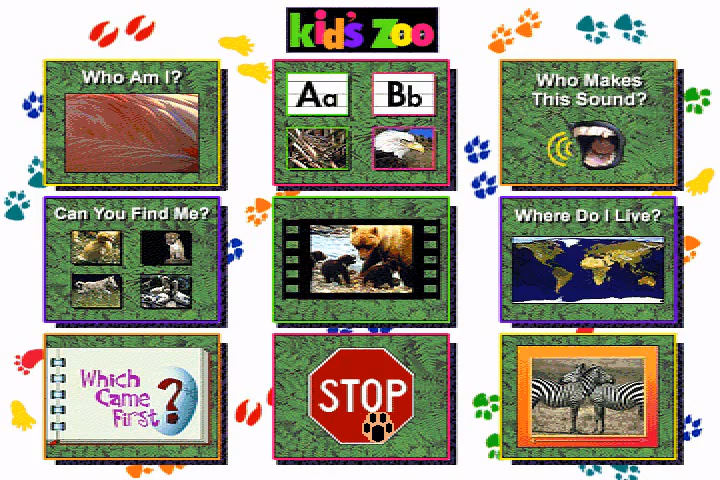 kid's Zoo
Who Am I?
Aa
Bb
Who Makes
This Sound?
Can You Find Me?
Where Do I Live?
Which
Came
First
?
STOP